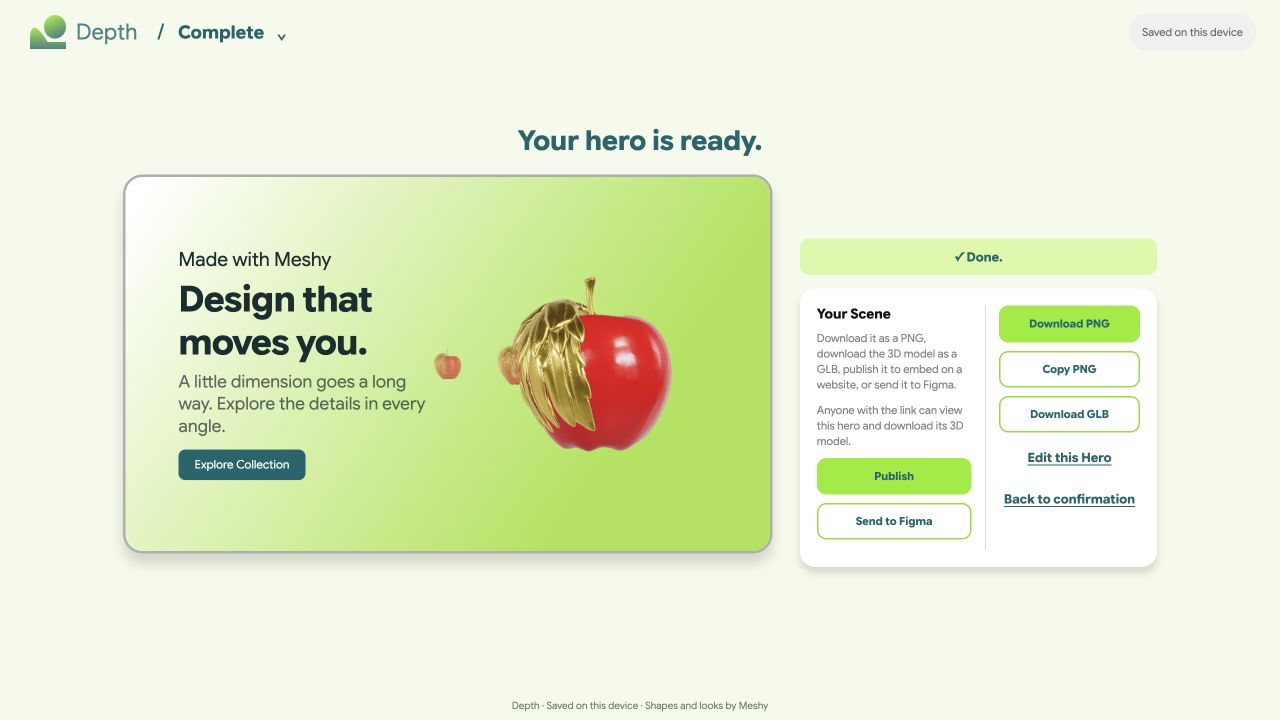 Depth / Complete
Saved on this device
Your hero is ready.
Made with Meshy
Design that
moves you.
A little dimension goes a long
way. Explore the details in every
angle.
Explore Collection
✓ Done.
Your Scene
Download it as a PNG,
download the 3D model as a
GLB, publish it to embed on a
website, or send it to Figma.
Anyone with the link can view
this hero and download its 3D
model.
Publish
Send to Figma
Download PNG
Copy PNG
Download GLB
Edit this Hero
Back to confirmation
Depth · Saved on this device · Shapes and looks by Meshy